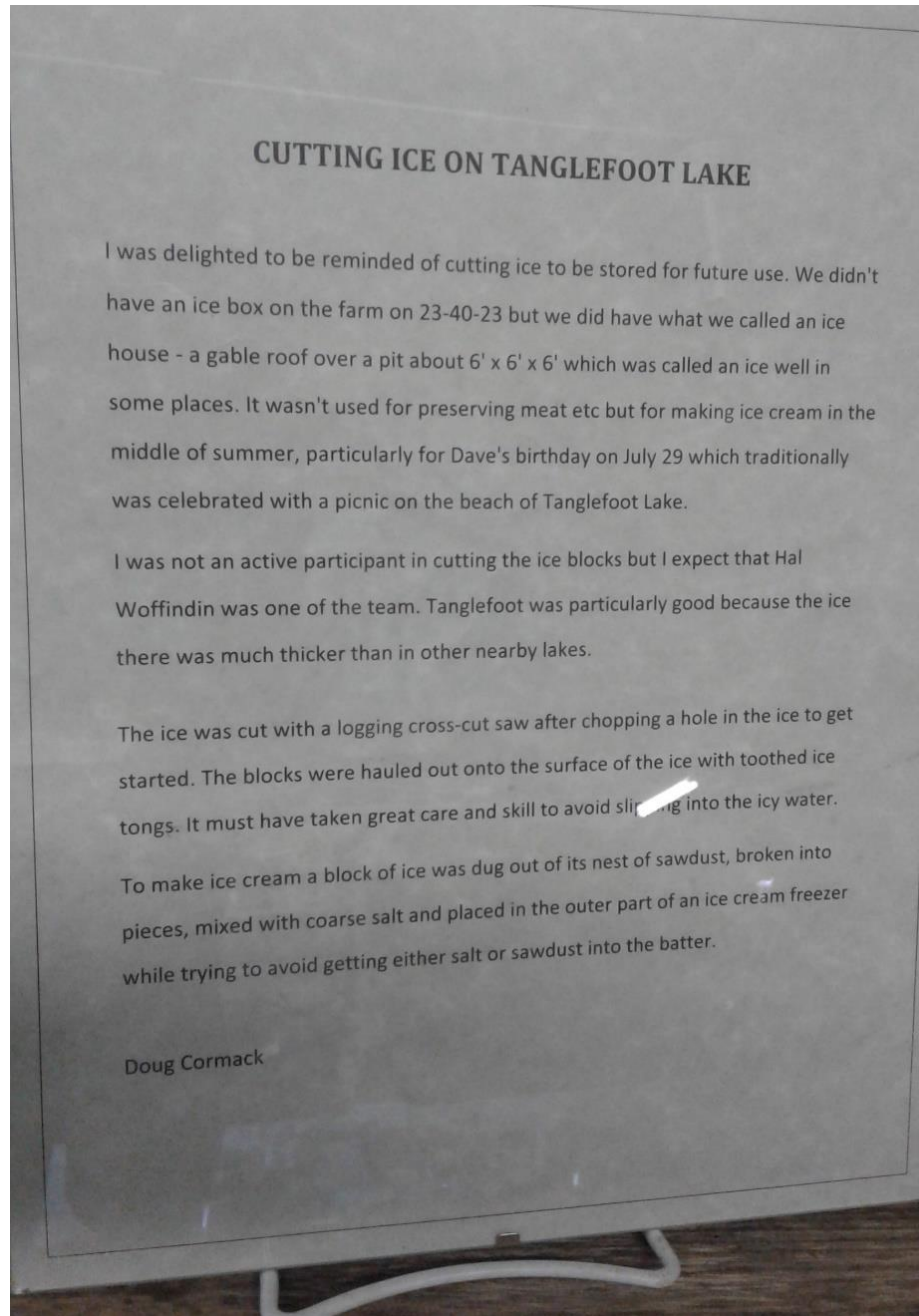 CUTTING ICE ON TANGLEFOOT LAKE
I was delighted to be reminded of cutting ice to be stored for future use. We didn't
have an ice box on the farm on 23-40-23 but we did have what we called an ice
house - a gable roof over a pit about 6' x 6' x 6' which was called an ice well in
some places. It wasn't used for preserving meat etc but for making ice cream in the
middle of summer, particularly for Dave's birthday on July 29 which traditionally
was celebrated with a picnic on the beach of Tanglefoot Lake.
I was not an active participant in cutting the ice blocks but I expect that Hal
Woffindin was one of the team. Tanglefoot was particularly good because the ice
there was much thicker than in other nearby lakes.
The ice was cut with a logging cross-cut saw after chopping a hole in the ice to get
started. The blocks were hauled out onto the surface of the ice with toothed ice
tongs. It must have taken great care and skill to avoid into the icy water.
To make ice cream a block of ice was dug out of its nest of sawdust, broken into
pieces, mixed with coarse salt and placed in the outer part of an ice cream freezer
while trying to avoid getting either salt or sawdust into the batter.
Doug Cormack